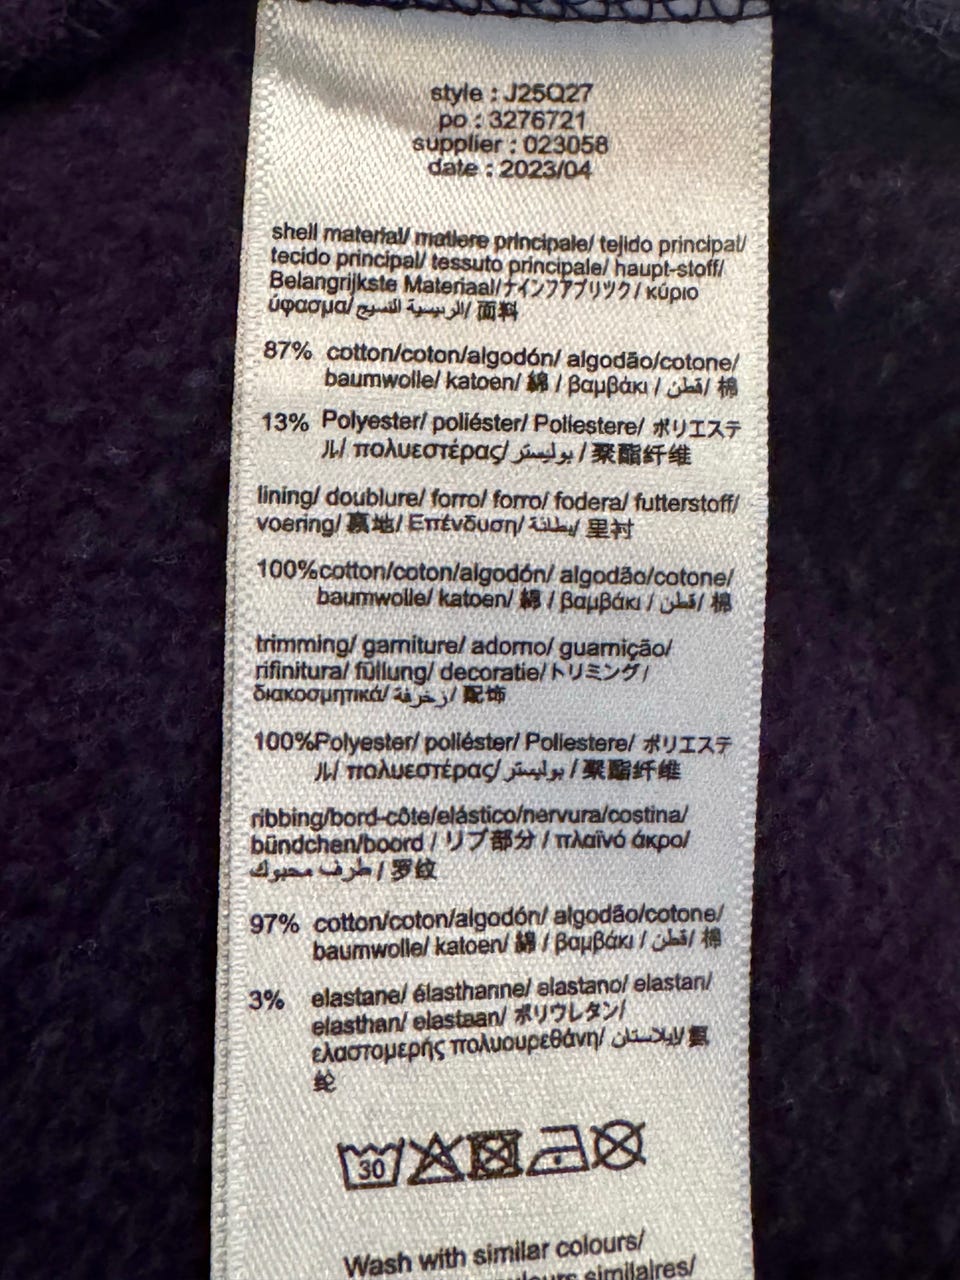 style : J25Q27
po : 3276721
supplier : 023058
date : 2023/04
shell material/ matiere principale/ tejido principal/
tecido principal/ tessuto principale/ haupt-stoff/
Belangrijkste Materiaal/ナインファブリック/ κύριο
ύφασμα/ الرئيسية النسيج/ 面料
87% cotton/coton/algodón/ algodão/cotone/
baumwolle/ katoen/ 綿 / βαμβάκι / قطن/ 棉
13% Polyester/ poliéster/ Poliestere/ ポリエステ
ル/ πολυεστέρας/ بوليستر / 聚酯纤维
lining/ doublure/ forro/ forro/ fodera/ futterstoff/
voering/ 裏地/ Επένδυση/ بطانة/ 里衬
100%cotton/coton/algodón/ algodão/cotone/
baumwolle/ katoen/ 綿 / βαμβάκι / قطن/ 棉
trimming/ garniture/ adorno/ guarnição/
rifinitura/ füllung/ decoratie/トリミング/
διακοσμητικά/ زخرفة/ 配饰
100%Polyester/ poliéster/ Poliestere/ ポリエステ
ル/ πολυεστέρας/ بوليستر / 聚酯纤维
ribbing/bord-côte/elástico/nervura/costina/
bündchen/boord / リブ部分 / πλαϊνό άκρο/
طرف محبوك / 罗纹
97% cotton/coton/algodón/ algodão/cotone/
baumwolle/ katoen/ 綿 / βαμβάκι / قطن/ 棉
3% elastane/ élasthanne/ elastano/ elastan/
elasthan/ elastaan/ ポリウレタン/
ελαστομερής πολυουρεθάνη/ إيلاستان/ 氨
纶
30
Wash with similar colours/
couleurs similaires/